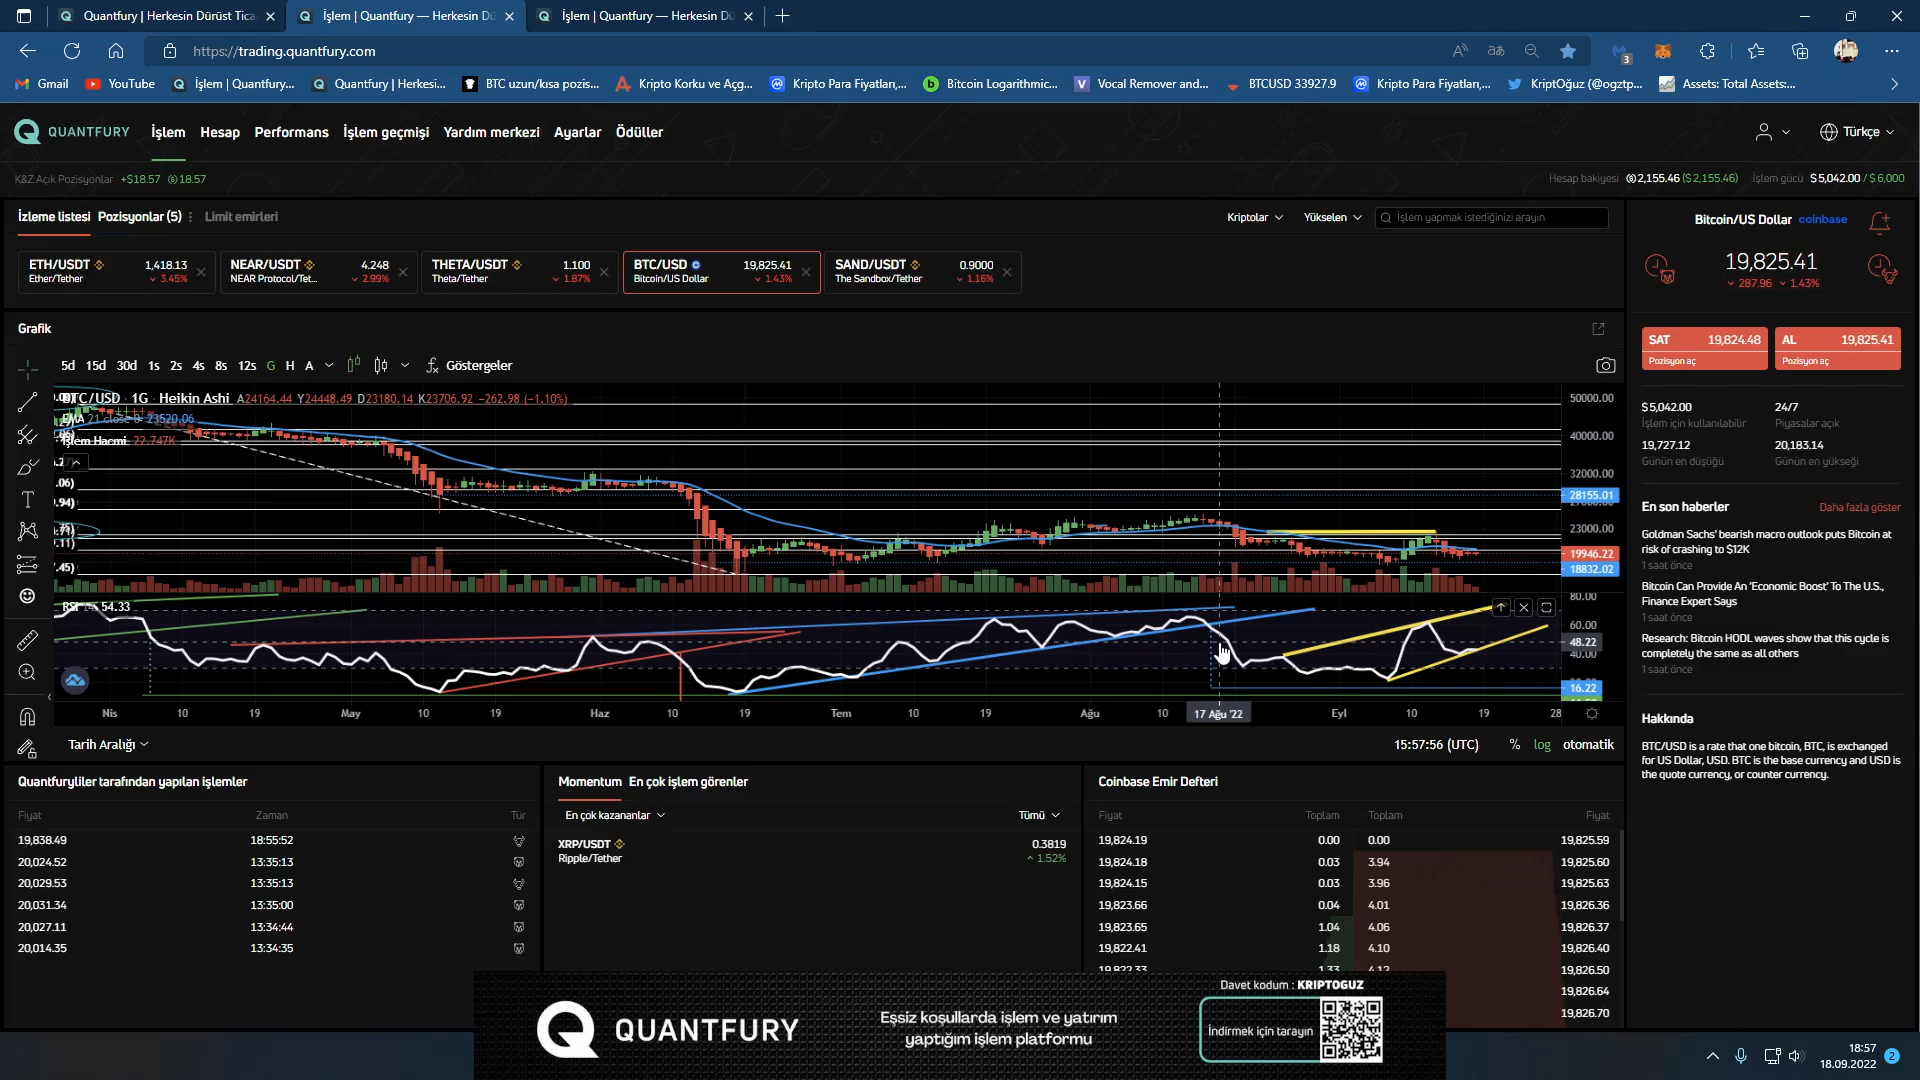 Quantfury | Herkesin Dürüst Tica
İşlem | Quantfury — Herkesin Dü
İşlem | Quantfury — Herkesin Dü
https://trading.quantfury.com
3
Gmail
YouTube
İşlem | Quantfury...
Quantfury | Herkesi...
BTC uzun/kısa pozis...
Kripto Korku ve Açg...
Kripto Para Fiyatları,...
Bitcoin Logarithmic...
Vocal Remover and...
BTCUSD 33927.9
Kripto Para Fiyatları,...
KriptOğuz (@ogztp...
Assets: Total Assets:...
QUANTFURY
İşlem
Hesap
Performans
İşlem geçmişi
Yardım merkezi
Ayarlar
Ödüller
Türkçe
K&Z Açık Pozisyonlar +$18.57 18.57
Hesap bakiyesi 2,155.46 ($2,155.46) İşlem gücü $5,042.00 / $6,000
İzleme listesi Pozisyonlar (5) Limit emirleri
Kriptolar Yükselen İşlem yapmak istediğinizi arayın
ETH/USDT 1,418.13
Ether/Tether 3.45%
NEAR/USDT 4.248
NEAR Protocol/Tet... 2.99%
THETA/USDT 1.100
Theta/Tether 1.87%
BTC/USD 19,825.41
Bitcoin/US Dollar 1.43%
SAND/USDT 0.9000
The Sandbox/Tether 1.16%
Bitcoin/US Dollar coinbase
19,825.41
287.96 1.43%
SAT 19,824.48
Pozisyon aç
AL 19,825.41
Pozisyon aç
$5,042.00
İşlem için kullanılabilir
24/7
Piyasalar açık
19,727.12
Günün en düşüğü
20,183.14
Günün en yükseği
En son haberler Daha fazla göster
Goldman Sachs' bearish macro outlook puts Bitcoin at
risk of crashing to $12K
1 saat önce
Bitcoin Can Provide An 'Economic Boost' To The U.S.,
Finance Expert Says
1 saat önce
Research: Bitcoin HODL waves show that this cycle is
completely the same as all others
1 saat önce
Hakkında
BTC/USD is a rate that one bitcoin, BTC, is exchanged
for US Dollar, USD. BTC is the base currency and USD is
the quote currency, or counter currency.
Grafik
5d 15d 30d 1s 2s 4s 8s 12s G H A Göstergeler
BTC/USD 1G Heikin Ashi A24164.44 Y24448.49 D23180.14 K23706.92 -262.98 (-1.10%)
EMA 21 close 0 23520.06
İşlem Hacmi 22.747K
.06)
.94)
.11)
.45)
RSI 14 54.33
50000.00
40000.00
32000.00
28155.01
23000.00
19946.22
18832.02
80.00
60.00
48.22
40.00
16.22
Nis 10 19 May 10 19 Haz 10 19 Tem 10 19 Ağu 10 17 Ağu '22 Eyl 10 19 28
Tarih Aralığı
15:57:56 (UTC) % log otomatik
Quantfuryliler tarafından yapılan işlemler
Fiyat Zaman Tür
19,838.49 18:55:52
20,024.52 13:35:13
20,029.53 13:35:13
20,031.34 13:35:00
20,027.11 13:34:44
20,014.35 13:34:35
Momentum En çok işlem görenler
En çok kazananlar Tümü
XRP/USDT 0.3819
Ripple/Tether 1.52%
Coinbase Emir Defteri
Fiyat Toplam Toplam Fiyat
19,824.19 0.00 0.00 19,825.59
19,824.18 0.03 3.94 19,825.60
19,824.15 0.03 3.96 19,825.63
19,823.66 0.04 4.01 19,826.36
19,823.65 1.04 4.06 19,826.37
19,822.41 1.18 4.10 19,826.40
19,822.33 1.33 4.12 19,826.50
19,826.64
19,826.70
QUANTFURY
Eşsiz koşullarda işlem ve yatırım
yaptığım işlem platformu
Davet kodum : KRIPTOGUZ
İndirmek için tarayın
18:57
18.09.2022
2